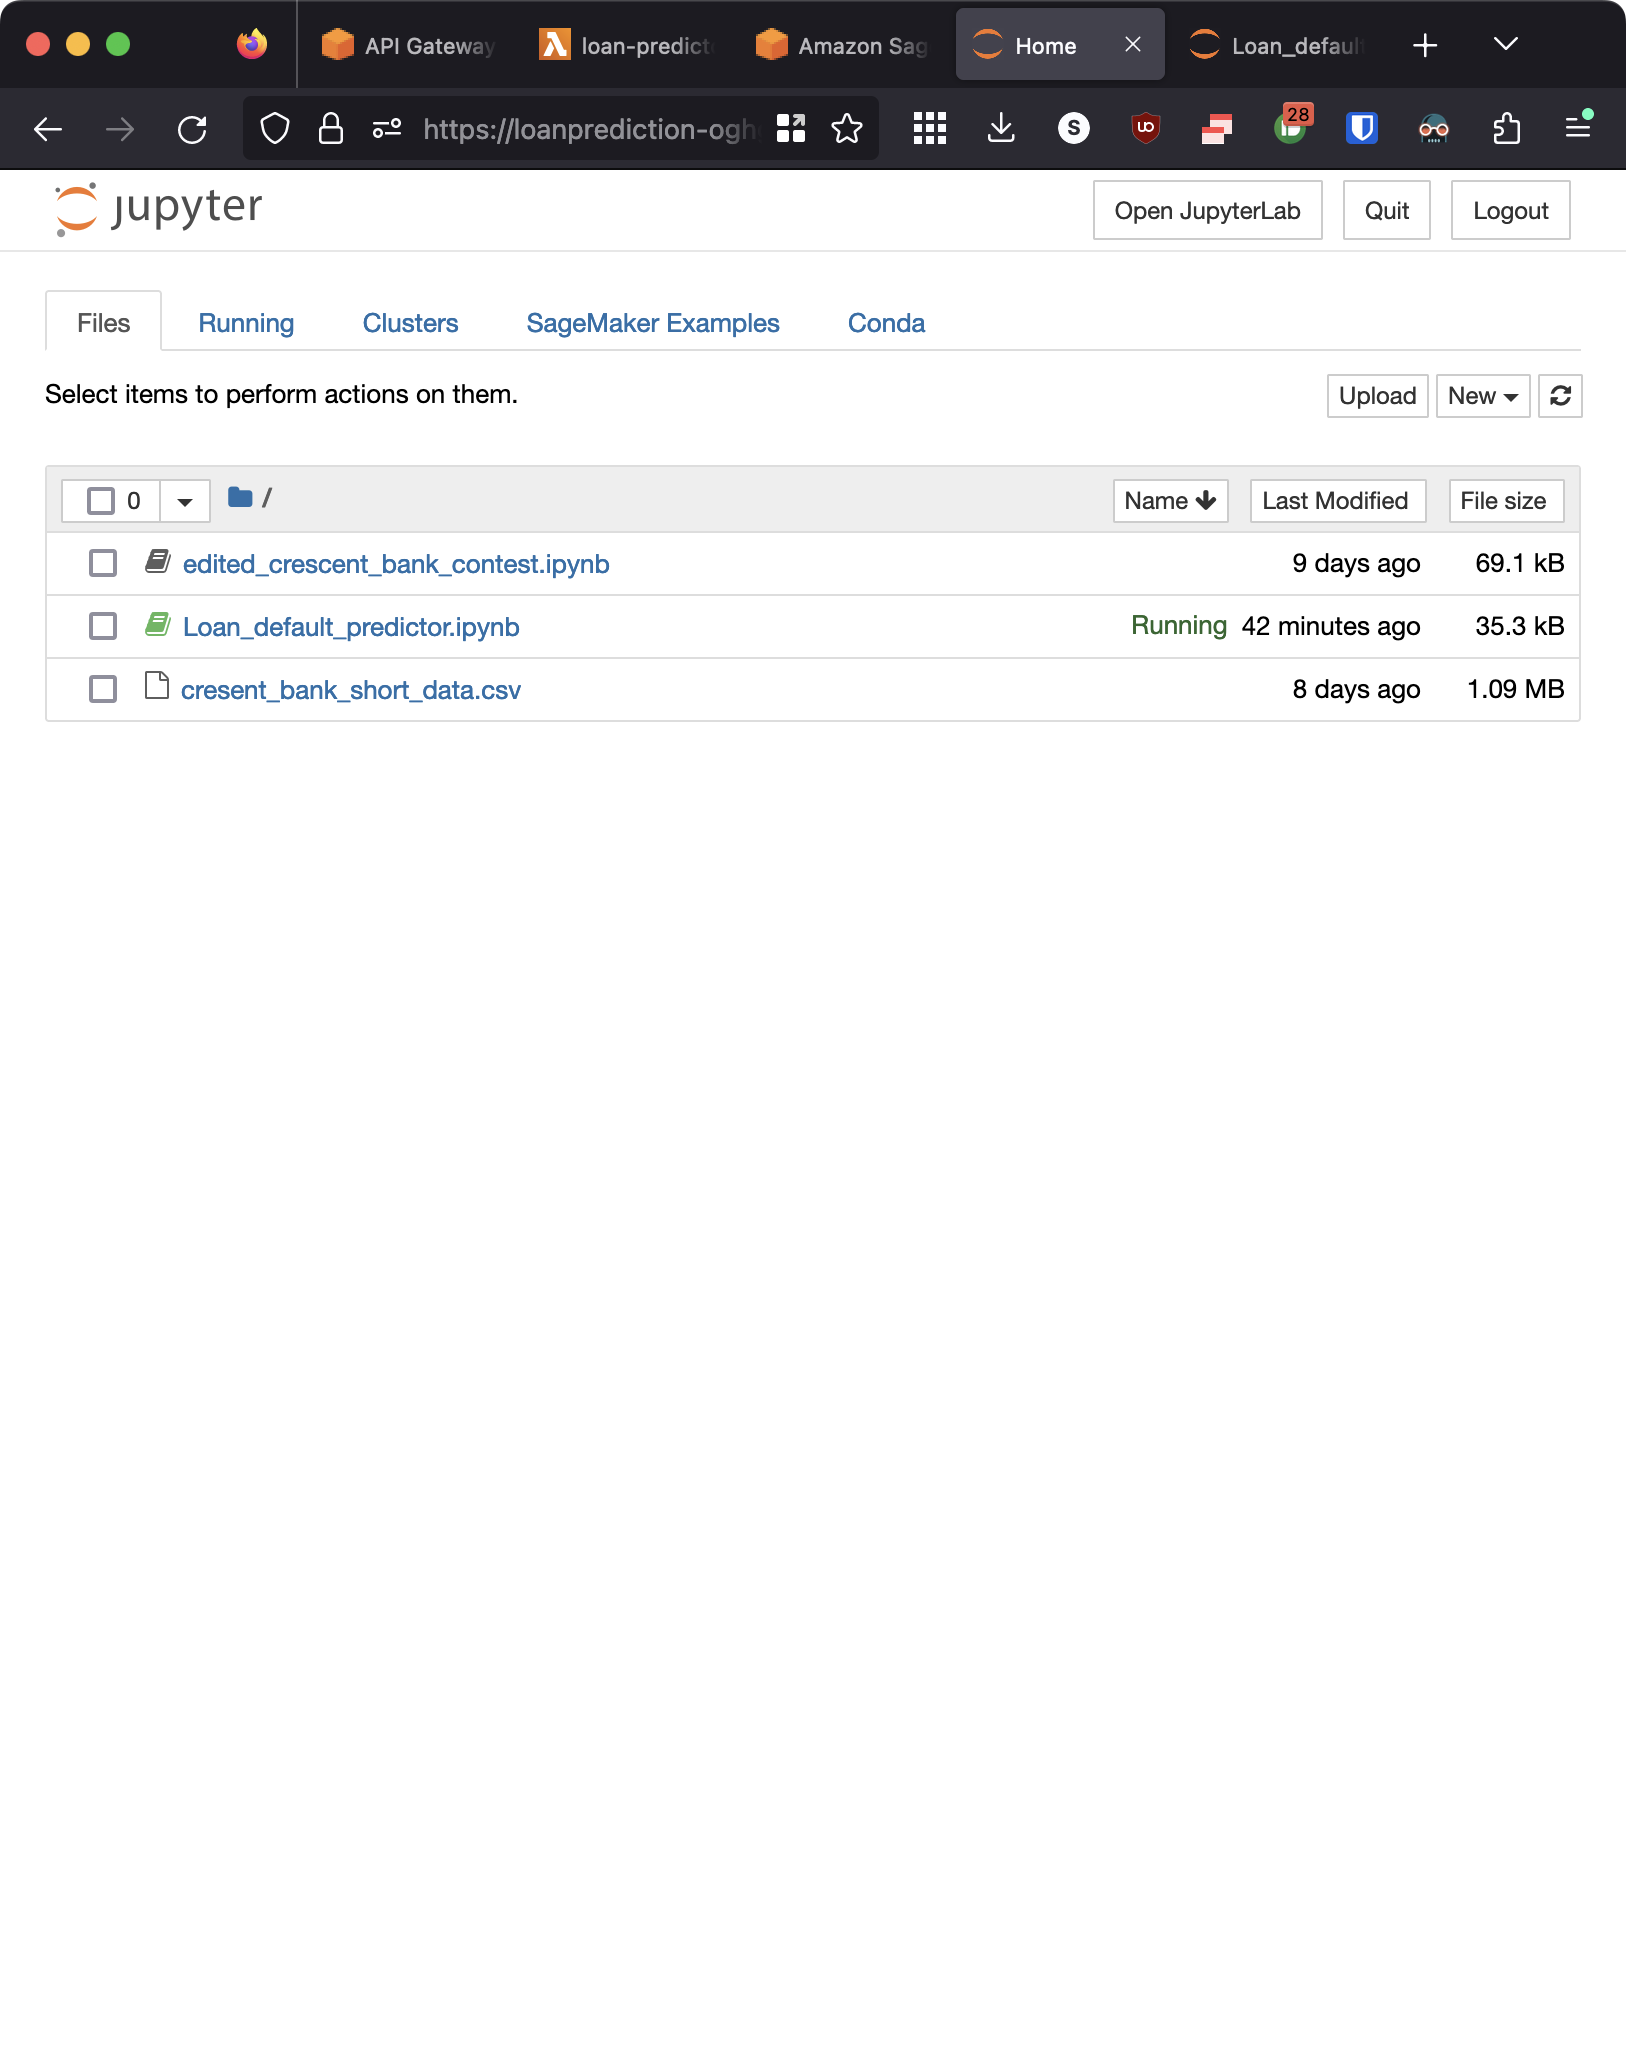 API Gateway
loan-predict
Amazon Sag
Home
Loan_defaul
https://loanprediction-ogh
S
uo
28
jupyter
Open JupyterLab
Quit
Logout
Files
Running
Clusters
SageMaker Examples
Conda
Select items to perform actions on them.
Upload
New
0
/
Name
Last Modified
File size
edited_crescent_bank_contest.ipynb 9 days ago 69.1 kB
Loan_default_predictor.ipynb Running 42 minutes ago 35.3 kB
cresent_bank_short_data.csv 8 days ago 1.09 MB